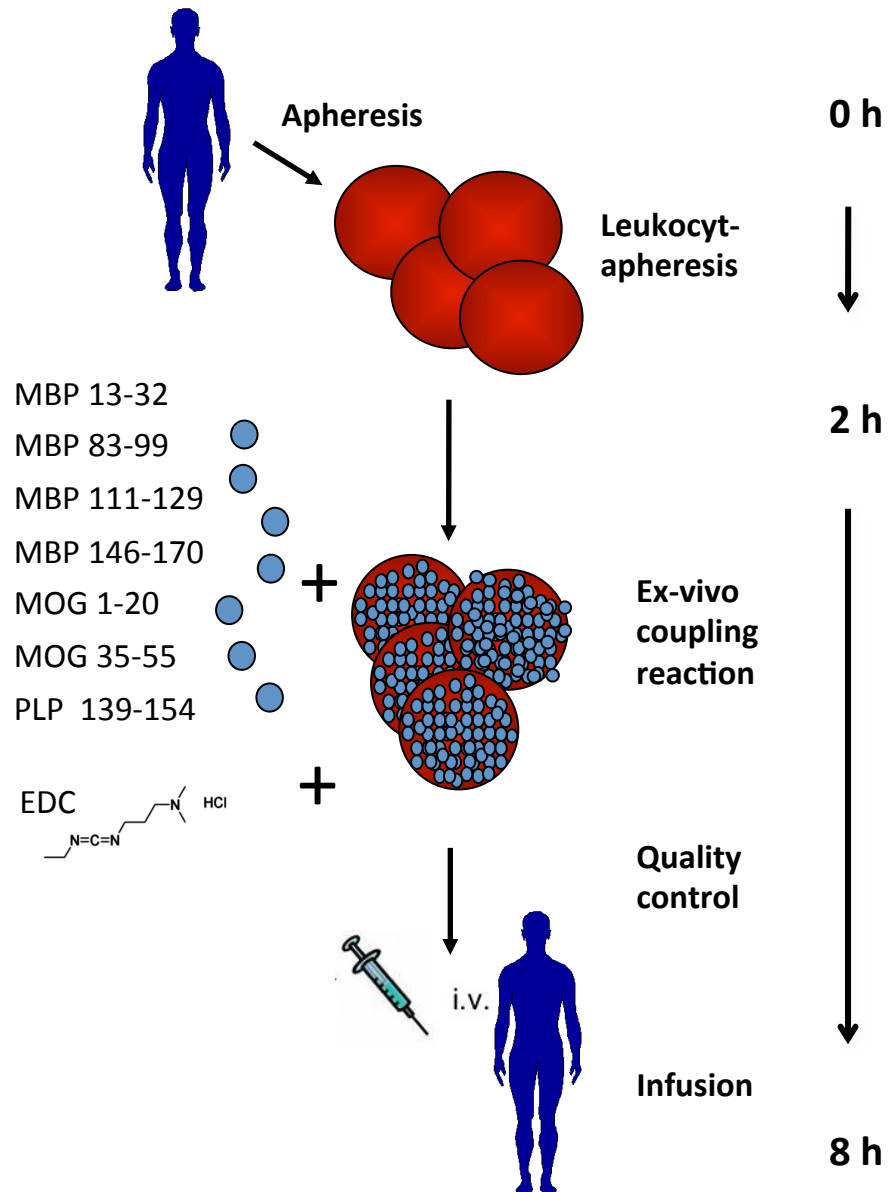 Apheresis
0 h
Leukocyt-
apheresis
MBP 13-32
MBP 83-99
MBP 111-129
MBP 146-170
MOG 1-20
MOG 35-55
PLP 139-154
2 h
+
Ex-vivo
coupling
reaction
+
EDC
N=C=N
N
HCl
Quality
control
i.v.
Infusion
8 h